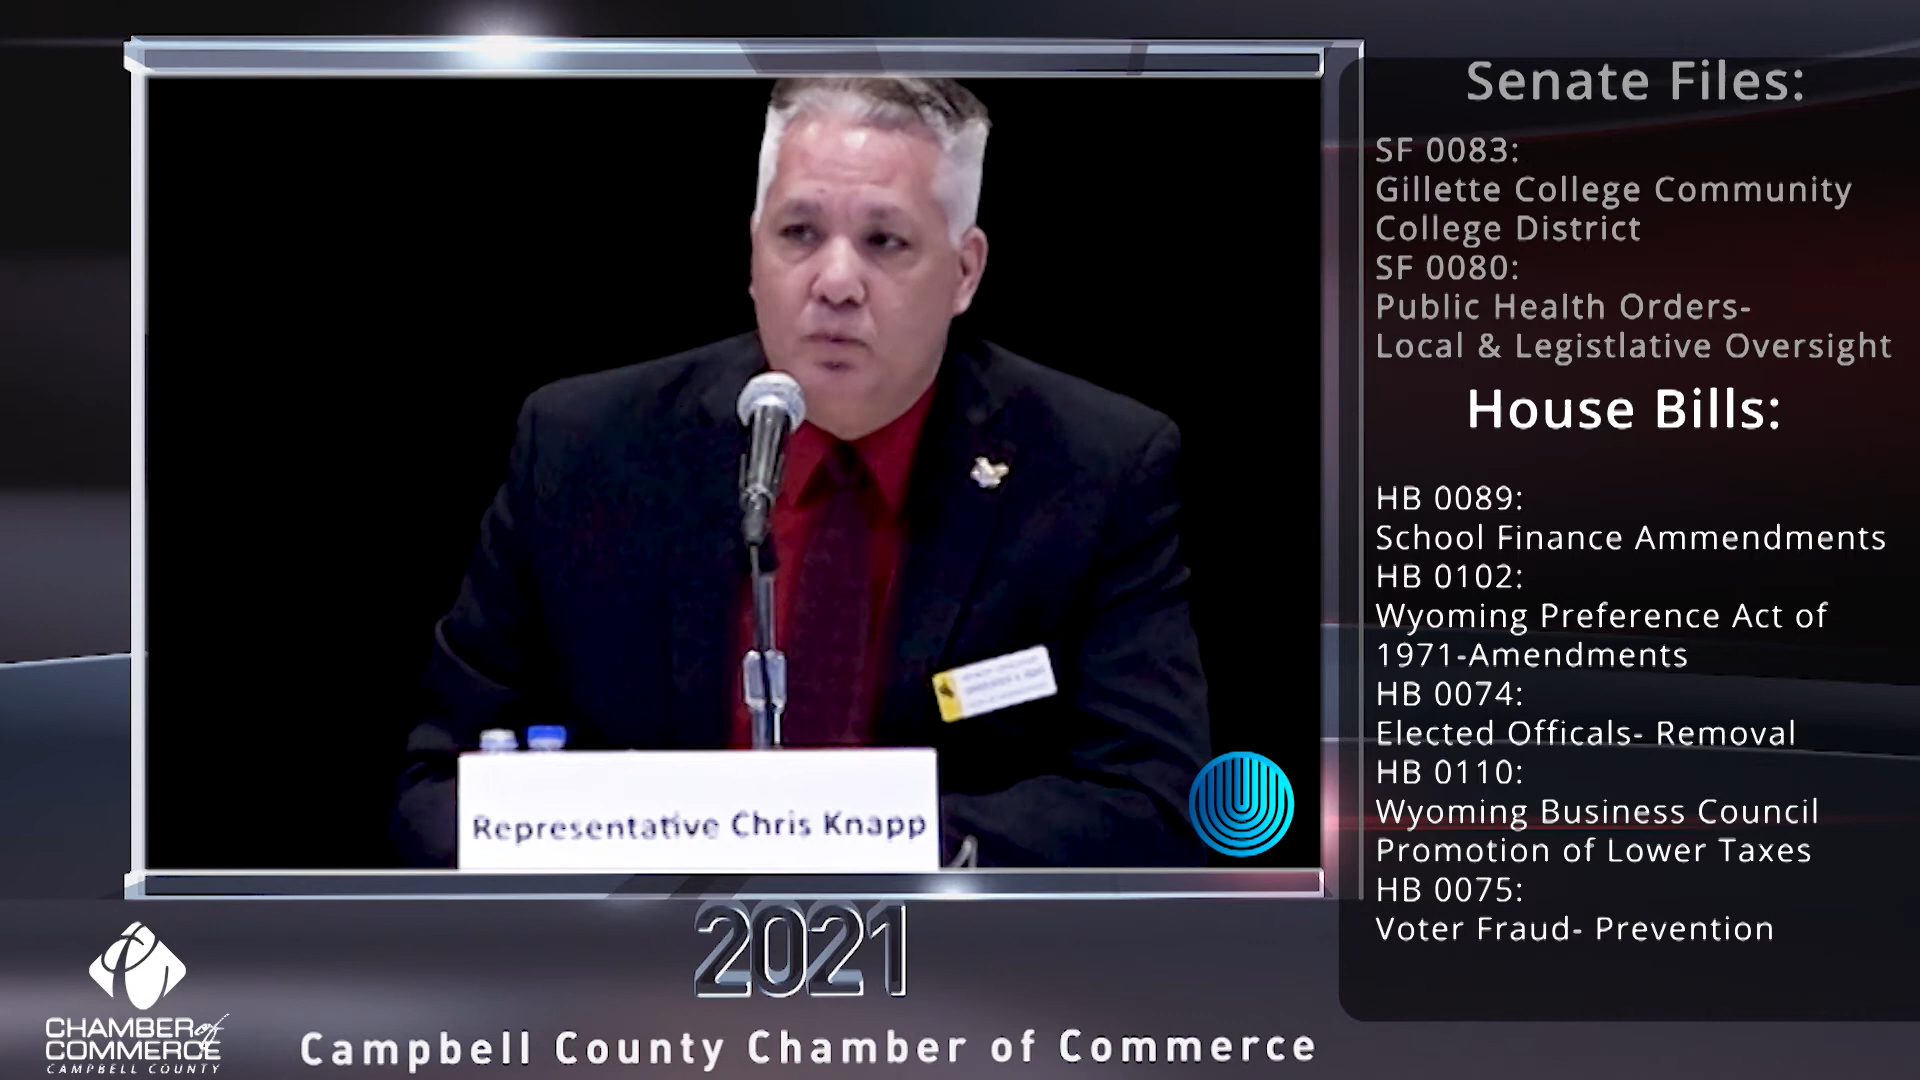 Senate Files:
SF 0083:
Gillette College Community
College District
SF 0080:
Public Health Orders-
Local & Legistlative Oversight
House Bills:
HB 0089:
School Finance Ammendments
HB 0102:
Wyoming Preference Act of
1971-Amendments
HB 0074:
Elected Officals- Removal
HB 0110:
Wyoming Business Council
Promotion of Lower Taxes
HB 0075:
Voter Fraud- Prevention
Representative Chris Knapp
2021
Campbell County Chamber of Commerce
CHAMBER of
COMMERCE
CAMPBELL COUNTY